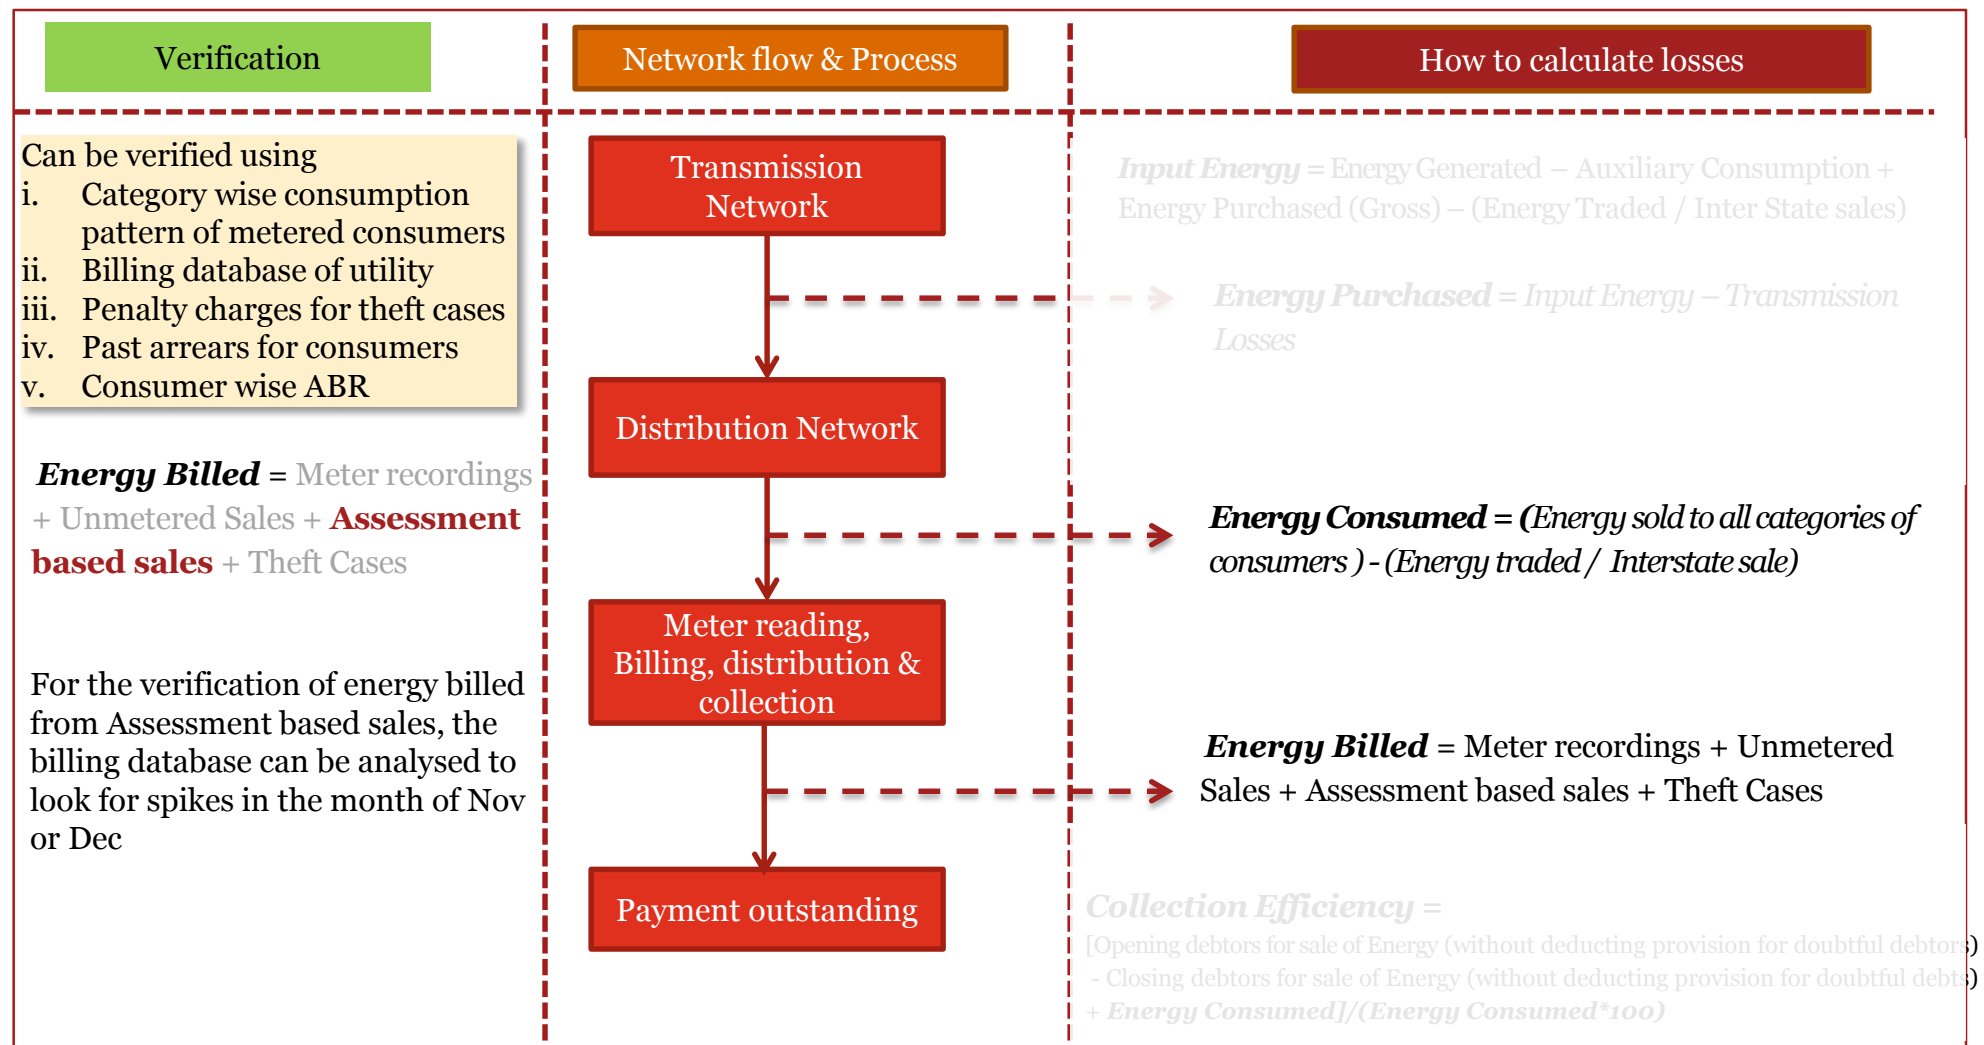 Verification
Network flow & Process
How to calculate losses
Can be verified using
i. Category wise consumption
pattern of metered consumers
ii. Billing database of utility
iii. Penalty charges for theft cases
iv. Past arrears for consumers
v. Consumer wise ABR
Energy Billed = Meter recordings
+ Unmetered Sales + Assessment
based sales + Theft Cases
For the verification of energy billed
from Assessment based sales, the
billing database can be analysed to
look for spikes in the month of Nov
or Dec
Transmission
Network
Distribution Network
Meter reading,
Billing, distribution &
collection
Payment outstanding
Input Energy = Energy Generated – Auxiliary Consumption +
Energy Purchased (Gross) – (Energy Traded / Inter State sales)
Energy Purchased = Input Energy – Transmission
Losses
Energy Consumed = (Energy sold to all categories of
consumers ) - (Energy traded / Interstate sale)
Energy Billed = Meter recordings + Unmetered
Sales + Assessment based sales + Theft Cases
Collection Efficiency =
[Opening debtors for sale of Energy (without deducting provision for doubtful debtors)
- Closing debtors for sale of Energy (without deducting provision for doubtful debts)
+ Energy Consumed]/(Energy Consumed*100)